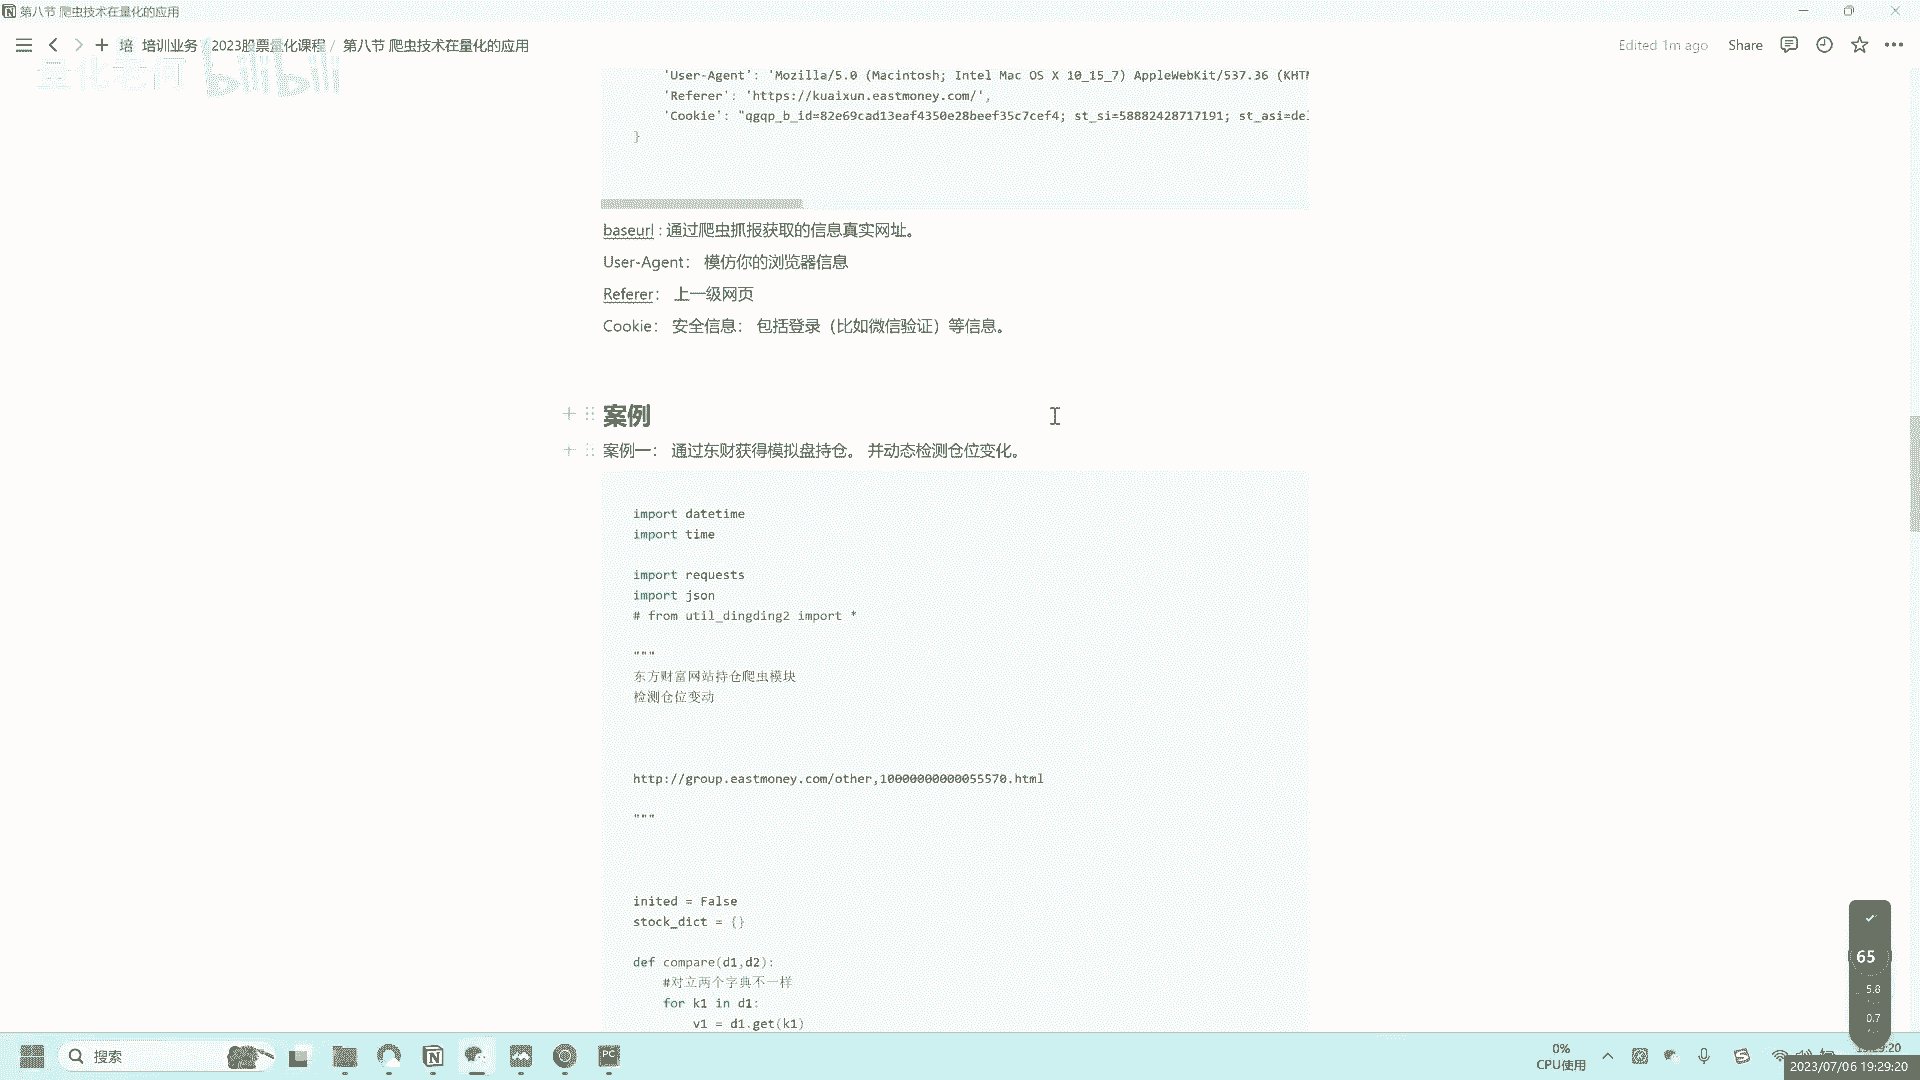 第八节 爬虫技术在量化的应用
培 培训业务 / 2023股票量化课程 / 第八节 爬虫技术在量化的应用
Edited 1m ago Share
量化老何 bilibili
'User-Agent': 'Mozilla/5.0 (Macintosh; Intel Mac OS X 10_15_7) AppleWebKit/537.36 (KHTM
'Referer': 'https://kuaixun.eastmoney.com/',
'Cookie': "qgqp_b_id=82e69cad13eaf4350e28beef35c7cef4; st_si=58882428717191; st_asi=del
}
baseurl : 通过爬虫抓报获取的信息真实网址。
User-Agent： 模仿你的浏览器信息
Referer： 上一级网页
Cookie： 安全信息： 包括登录（比如微信验证）等信息。
案例
案例一： 通过东财获得模拟盘持仓。 并动态检测仓位变化。
import datetime
import time
import requests
import json
# from util_dingding2 import *
"""
东方财富网站持仓爬虫模块
检测仓位变动
http://group.eastmoney.com/other,10000000000055570.html
"""
inited = False
stock_dict = {}
def compare(d1,d2):
#对立两个字典不一样
for k1 in d1:
v1 = d1.get(k1)
65
5.8
0.7
搜索
PC
0%
CPU使用
2023/07/06 19:29:20